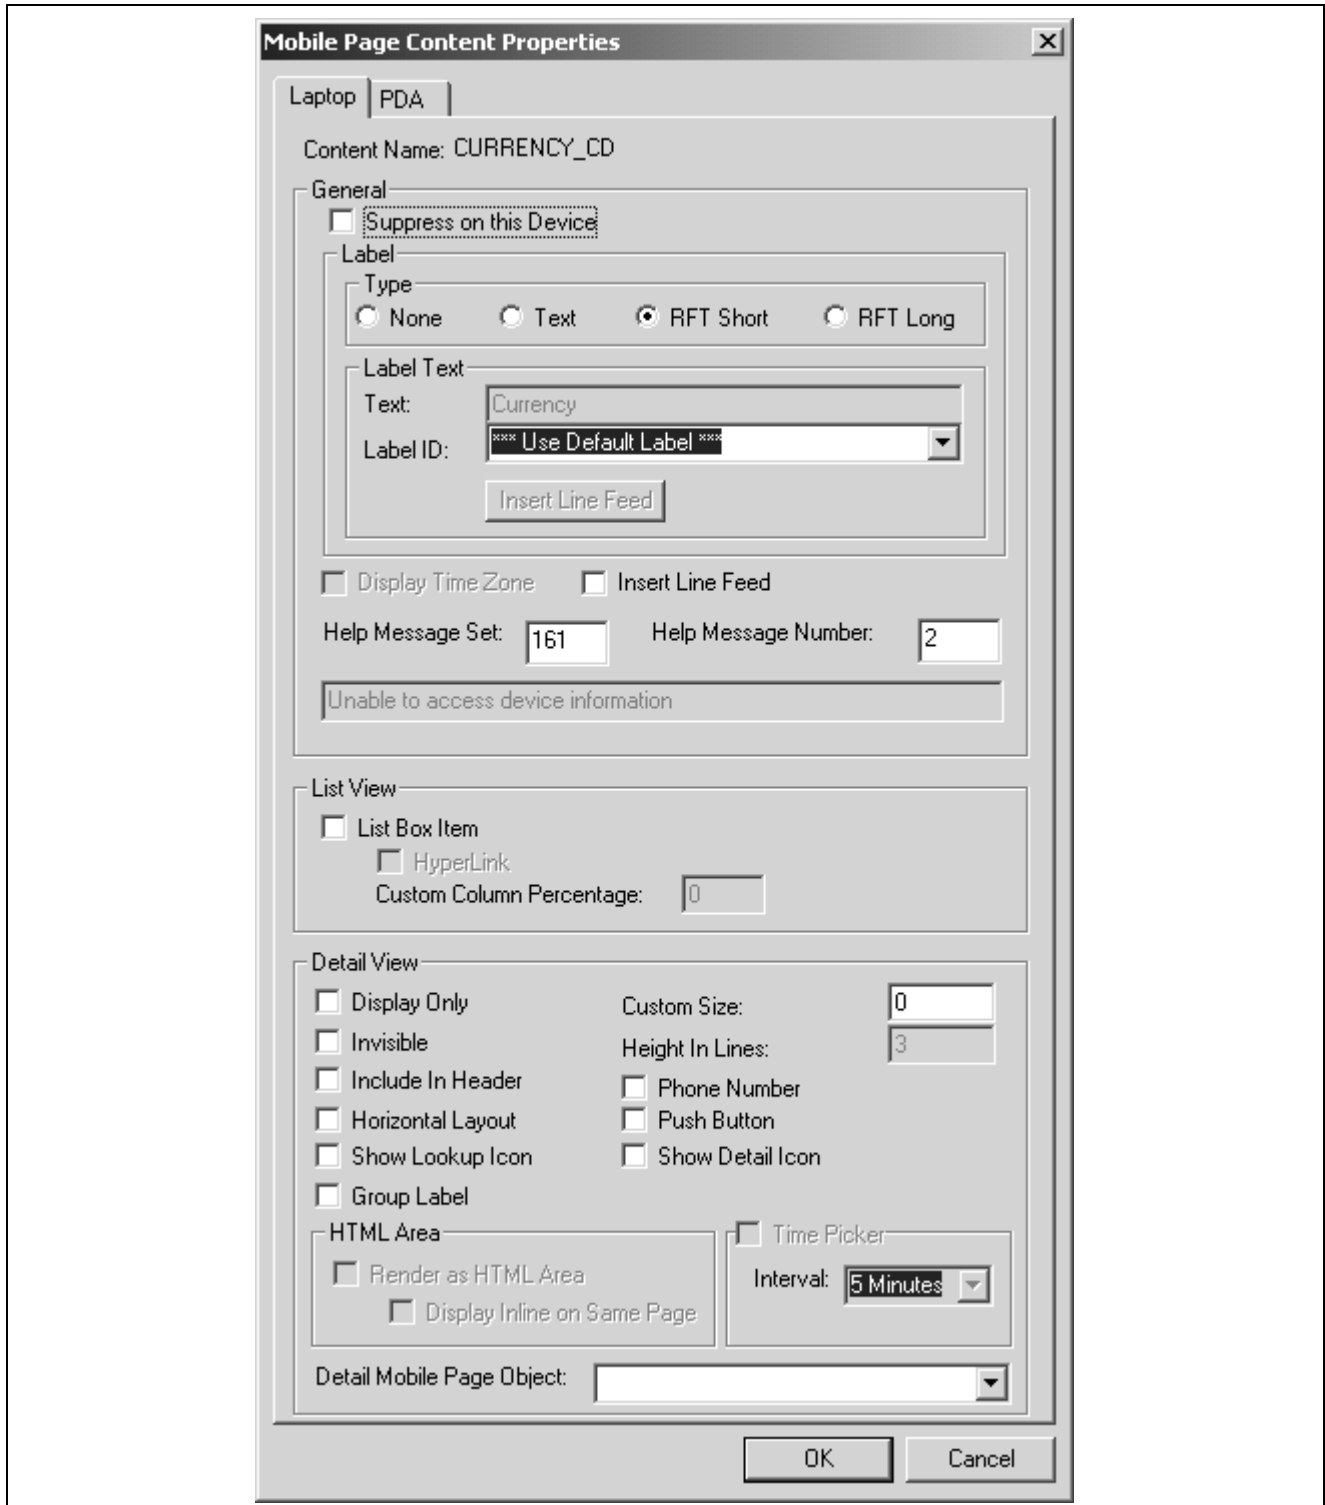 Mobile Page Content Properties
Laptop PDA
Content Name: CURRENCY_CD
General
Suppress on this Device
Label
Type
None Text RFT Short RFT Long
Label Text
Text: Currency
Label ID: *** Use Default Label ***
Insert Line Feed
Display Time Zone Insert Line Feed
Help Message Set: 161 Help Message Number: 2
Unable to access device information
List View
List Box Item
HyperLink
Custom Column Percentage: 0
Detail View
Display Only Custom Size: 0
Invisible Height In Lines: 3
Include In Header Phone Number
Horizontal Layout Push Button
Show Lookup Icon Show Detail Icon
Group Label
HTML Area Time Picker
Render as HTML Area Interval: 5 Minutes
Display Inline on Same Page
Detail Mobile Page Object:
OK Cancel